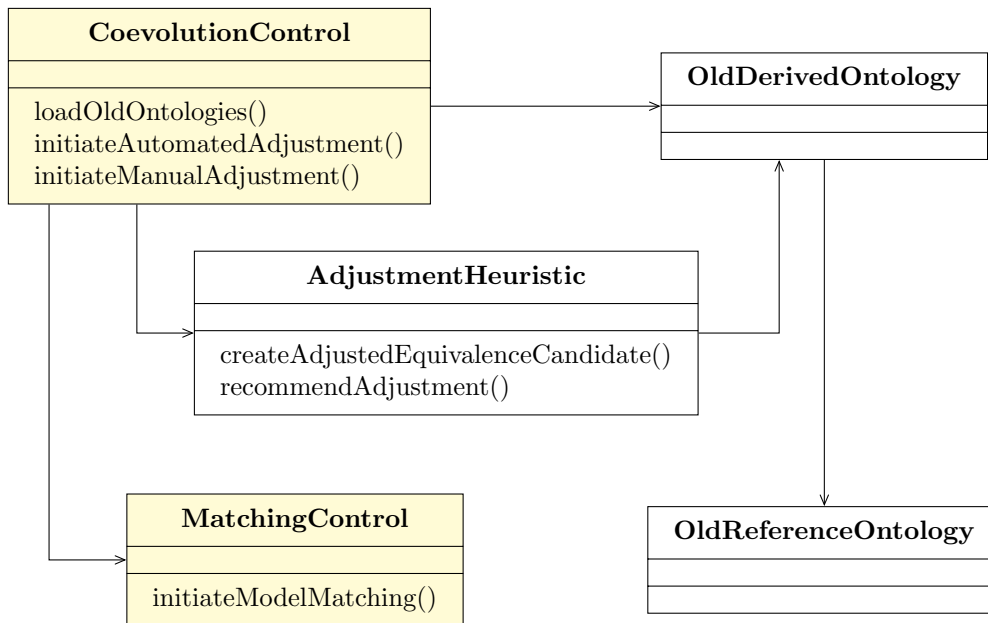 CoevolutionControl
loadOldOntologies()
initiateAutomatedAdjustment()
initiateManualAdjustment()
OldDerivedOntology
AdjustmentHeuristic
createAdjustedEquivalenceCandidate()
recommendAdjustment()
MatchingControl
initiateModelMatching()
OldReferenceOntology